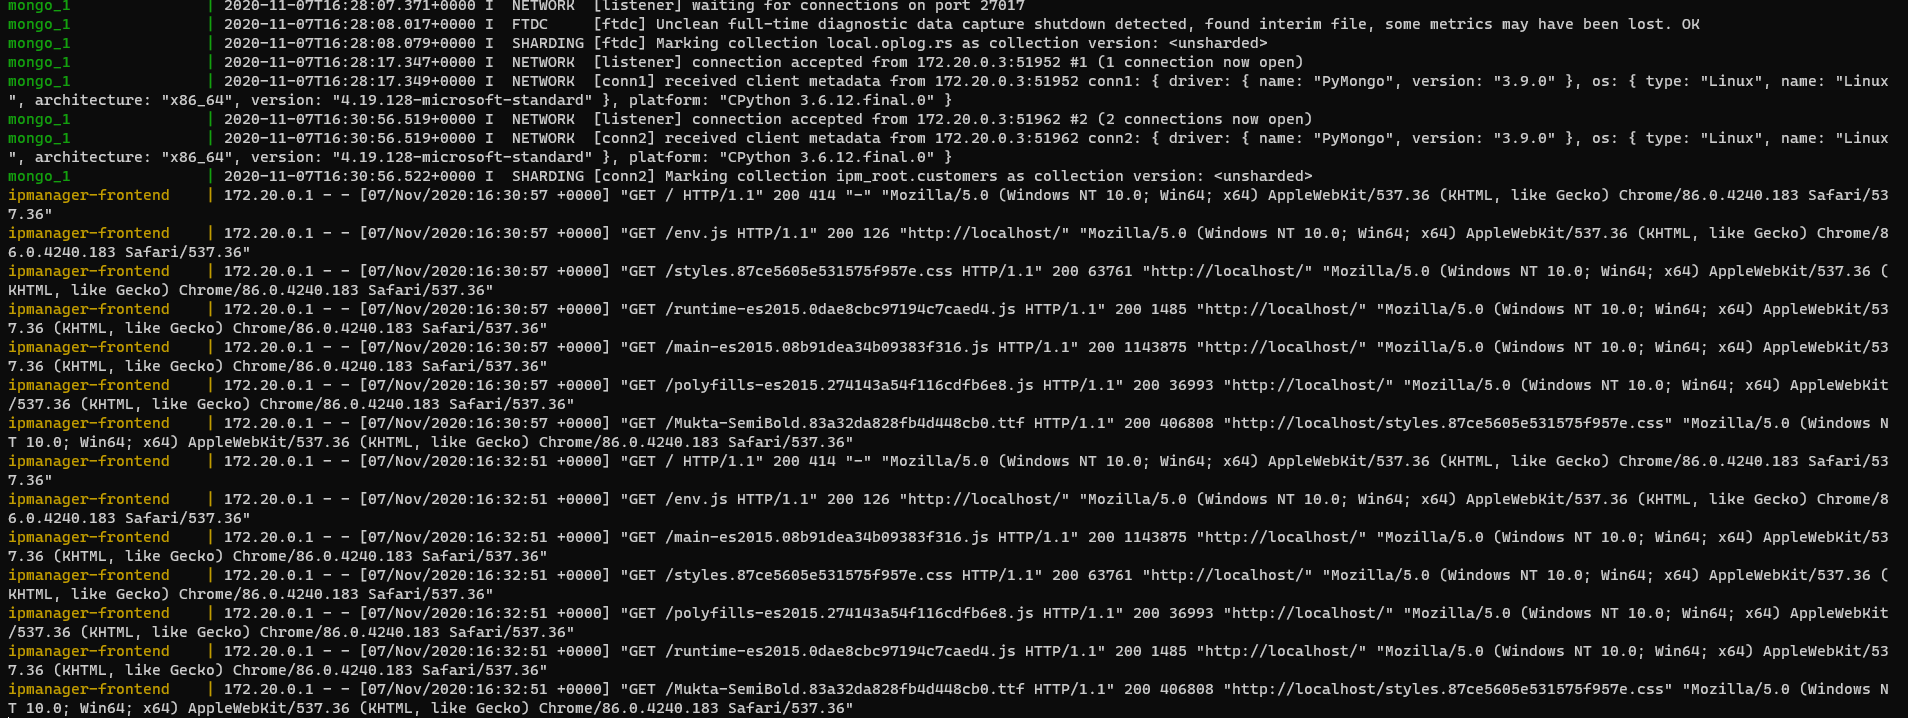 mongo_1               | 2020-11-07T16:28:07.371+0000 I  NETWORK  [listener] waiting for connections on port 27017
mongo_1               | 2020-11-07T16:28:08.017+0000 I  FTDC     [ftdc] Unclean full-time diagnostic data capture shutdown detected, found interim file, some metrics may have been lost. OK
mongo_1               | 2020-11-07T16:28:08.079+0000 I  SHARDING [ftdc] Marking collection local.oplog.rs as collection version: <unsharded>
mongo_1               | 2020-11-07T16:28:17.347+0000 I  NETWORK  [listener] connection accepted from 172.20.0.3:51952 #1 (1 connection now open)
mongo_1               | 2020-11-07T16:28:17.349+0000 I  NETWORK  [conn1] received client metadata from 172.20.0.3:51952 conn1: { driver: { name: "PyMongo", version: "3.9.0" }, os: { type: "Linux", name: "Linux
", architecture: "x86_64", version: "4.19.128-microsoft-standard" }, platform: "CPython 3.6.12.final.0" }
mongo_1               | 2020-11-07T16:30:56.519+0000 I  NETWORK  [listener] connection accepted from 172.20.0.3:51962 #2 (2 connections now open)
mongo_1               | 2020-11-07T16:30:56.519+0000 I  NETWORK  [conn2] received client metadata from 172.20.0.3:51962 conn2: { driver: { name: "PyMongo", version: "3.9.0" }, os: { type: "Linux", name: "Linux
", architecture: "x86_64", version: "4.19.128-microsoft-standard" }, platform: "CPython 3.6.12.final.0" }
mongo_1               | 2020-11-07T16:30:56.522+0000 I  SHARDING [conn2] Marking collection ipm_root.customers as collection version: <unsharded>
ipmanager-frontend    | 172.20.0.1 - - [07/Nov/2020:16:30:57 +0000] "GET / HTTP/1.1" 200 414 "-" "Mozilla/5.0 (Windows NT 10.0; Win64; x64) AppleWebKit/537.36 (KHTML, like Gecko) Chrome/86.0.4240.183 Safari/53
7.36"
ipmanager-frontend    | 172.20.0.1 - - [07/Nov/2020:16:30:57 +0000] "GET /env.js HTTP/1.1" 200 126 "http://localhost/" "Mozilla/5.0 (Windows NT 10.0; Win64; x64) AppleWebKit/537.36 (KHTML, like Gecko) Chrome/8
6.0.4240.183 Safari/537.36"
ipmanager-frontend    | 172.20.0.1 - - [07/Nov/2020:16:30:57 +0000] "GET /styles.87ce5605e531575f957e.css HTTP/1.1" 200 63761 "http://localhost/" "Mozilla/5.0 (Windows NT 10.0; Win64; x64) AppleWebKit/537.36 (
KHTML, like Gecko) Chrome/86.0.4240.183 Safari/537.36"
ipmanager-frontend    | 172.20.0.1 - - [07/Nov/2020:16:30:57 +0000] "GET /runtime-es2015.0dae8cbc97194c7caed4.js HTTP/1.1" 200 1485 "http://localhost/" "Mozilla/5.0 (Windows NT 10.0; Win64; x64) AppleWebKit/53
7.36 (KHTML, like Gecko) Chrome/86.0.4240.183 Safari/537.36"
ipmanager-frontend    | 172.20.0.1 - - [07/Nov/2020:16:30:57 +0000] "GET /main-es2015.08b91dea34b09383f316.js HTTP/1.1" 200 1143875 "http://localhost/" "Mozilla/5.0 (Windows NT 10.0; Win64; x64) AppleWebKit/53
7.36 (KHTML, like Gecko) Chrome/86.0.4240.183 Safari/537.36"
ipmanager-frontend    | 172.20.0.1 - - [07/Nov/2020:16:30:57 +0000] "GET /polyfills-es2015.274143a54f116cdfb6e8.js HTTP/1.1" 200 36993 "http://localhost/" "Mozilla/5.0 (Windows NT 10.0; Win64; x64) AppleWebKit
/537.36 (KHTML, like Gecko) Chrome/86.0.4240.183 Safari/537.36"
ipmanager-frontend    | 172.20.0.1 - - [07/Nov/2020:16:30:57 +0000] "GET /Mukta-SemiBold.83a32da828fb4d448cb0.ttf HTTP/1.1" 200 406808 "http://localhost/styles.87ce5605e531575f957e.css" "Mozilla/5.0 (Windows N
T 10.0; Win64; x64) AppleWebKit/537.36 (KHTML, like Gecko) Chrome/86.0.4240.183 Safari/537.36"
ipmanager-frontend    | 172.20.0.1 - - [07/Nov/2020:16:32:51 +0000] "GET / HTTP/1.1" 200 414 "-" "Mozilla/5.0 (Windows NT 10.0; Win64; x64) AppleWebKit/537.36 (KHTML, like Gecko) Chrome/86.0.4240.183 Safari/53
7.36"
ipmanager-frontend    | 172.20.0.1 - - [07/Nov/2020:16:32:51 +0000] "GET /env.js HTTP/1.1" 200 126 "http://localhost/" "Mozilla/5.0 (Windows NT 10.0; Win64; x64) AppleWebKit/537.36 (KHTML, like Gecko) Chrome/8
6.0.4240.183 Safari/537.36"
ipmanager-frontend    | 172.20.0.1 - - [07/Nov/2020:16:32:51 +0000] "GET /main-es2015.08b91dea34b09383f316.js HTTP/1.1" 200 1143875 "http://localhost/" "Mozilla/5.0 (Windows NT 10.0; Win64; x64) AppleWebKit/53
7.36 (KHTML, like Gecko) Chrome/86.0.4240.183 Safari/537.36"
ipmanager-frontend    | 172.20.0.1 - - [07/Nov/2020:16:32:51 +0000] "GET /styles.87ce5605e531575f957e.css HTTP/1.1" 200 63761 "http://localhost/" "Mozilla/5.0 (Windows NT 10.0; Win64; x64) AppleWebKit/537.36 (
KHTML, like Gecko) Chrome/86.0.4240.183 Safari/537.36"
ipmanager-frontend    | 172.20.0.1 - - [07/Nov/2020:16:32:51 +0000] "GET /polyfills-es2015.274143a54f116cdfb6e8.js HTTP/1.1" 200 36993 "http://localhost/" "Mozilla/5.0 (Windows NT 10.0; Win64; x64) AppleWebKit
/537.36 (KHTML, like Gecko) Chrome/86.0.4240.183 Safari/537.36"
ipmanager-frontend    | 172.20.0.1 - - [07/Nov/2020:16:32:51 +0000] "GET /runtime-es2015.0dae8cbc97194c7caed4.js HTTP/1.1" 200 1485 "http://localhost/" "Mozilla/5.0 (Windows NT 10.0; Win64; x64) AppleWebKit/53
7.36 (KHTML, like Gecko) Chrome/86.0.4240.183 Safari/537.36"
ipmanager-frontend    | 172.20.0.1 - - [07/Nov/2020:16:32:51 +0000] "GET /Mukta-SemiBold.83a32da828fb4d448cb0.ttf HTTP/1.1" 200 406808 "http://localhost/styles.87ce5605e531575f957e.css" "Mozilla/5.0 (Windows N
T 10.0; Win64; x64) AppleWebKit/537.36 (KHTML, like Gecko) Chrome/86.0.4240.183 Safari/537.36"